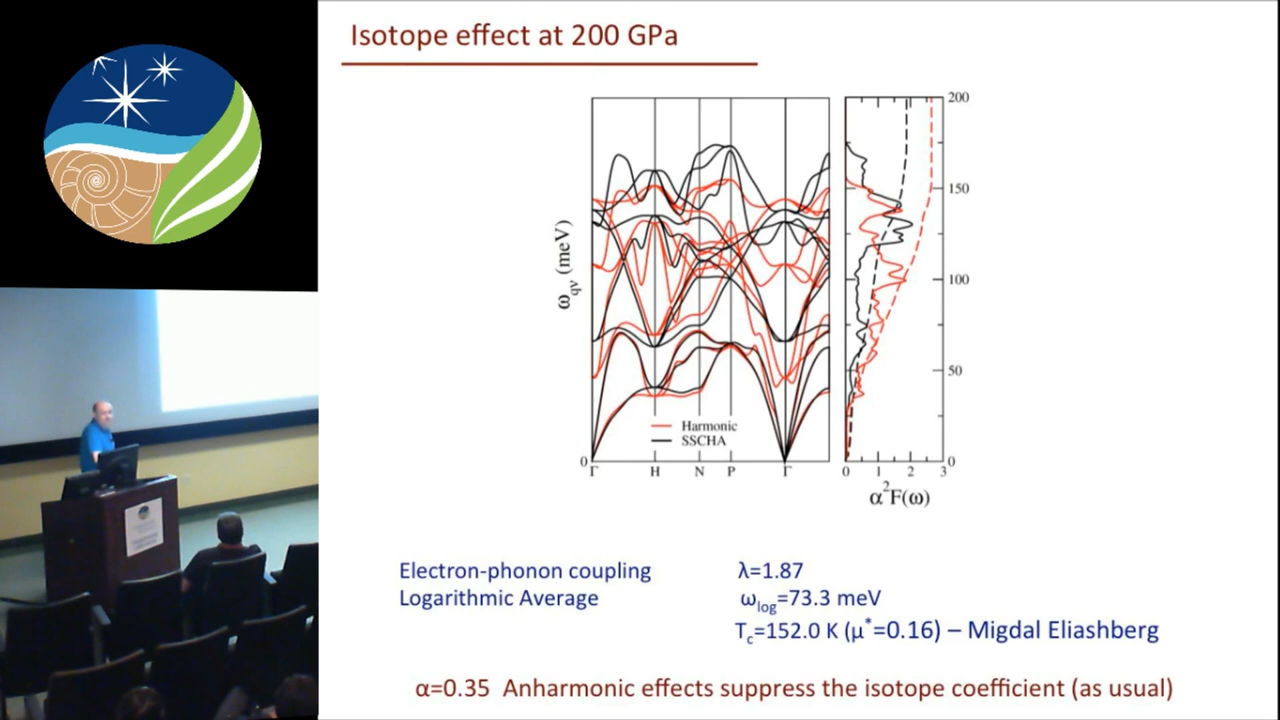 Isotope effect at 200 GPa
ω_qν (meV)
0
Γ H N P Γ
Harmonic
SSCHA
200
150
100
50
0
0 1 2 3
α²F(ω)
Electron-phonon coupling λ=1.87
Logarithmic Average ω_log=73.3 meV
T_c=152.0 K (μ*=0.16) – Migdal Eliashberg
α=0.35 Anharmonic effects suppress the isotope coefficient (as usual)